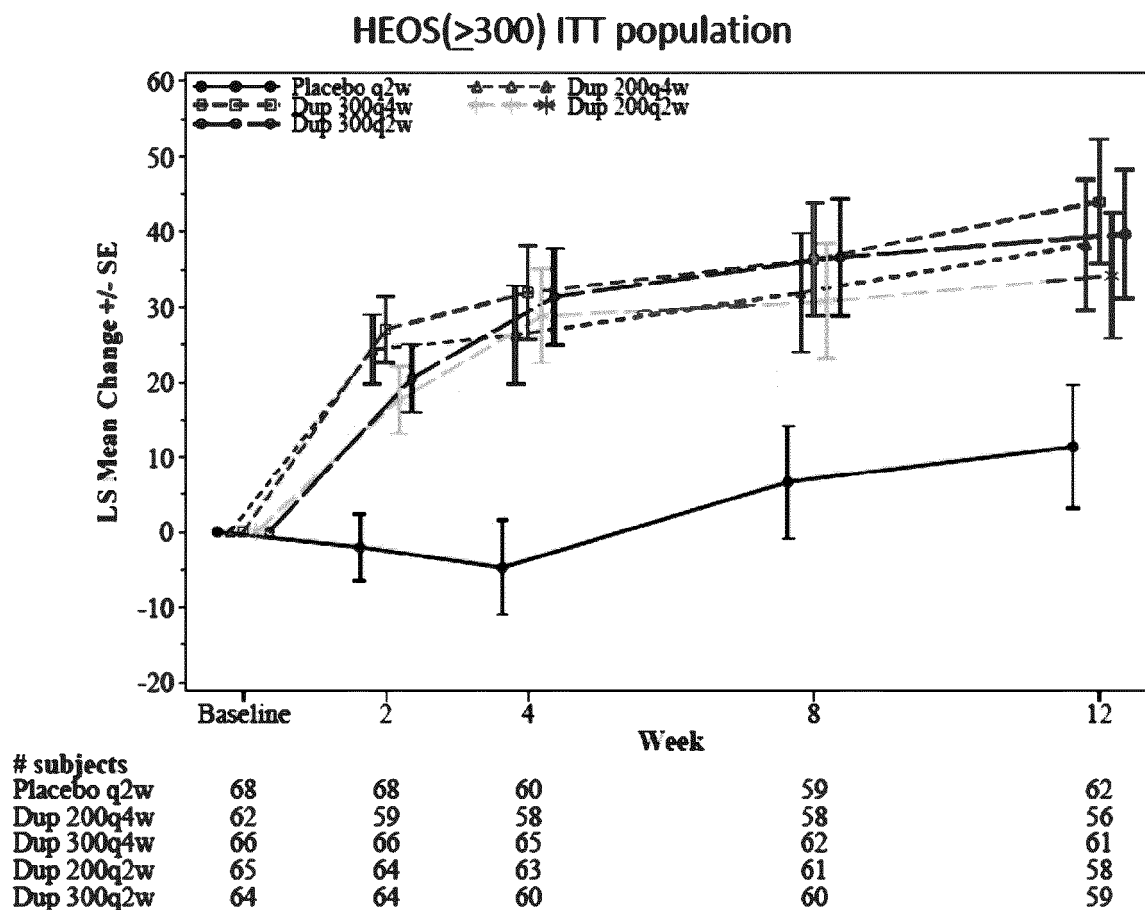 HEOS(≥300) ITT population
60
50
40
30
20
10
0
-10
-20
LS Mean Change +/- SE
Placebo q2w Dup 200q4w
Dup 300q4w Dup 200q2w
Dup 300q2w
Baseline 2 4 8 12
Week
# subjects
Placebo q2w 68 68 60 59 62
Dup 200q4w 62 59 58 58 56
Dup 300q4w 66 66 65 62 61
Dup 200q2w 65 64 63 61 58
Dup 300q2w 64 64 60 60 59